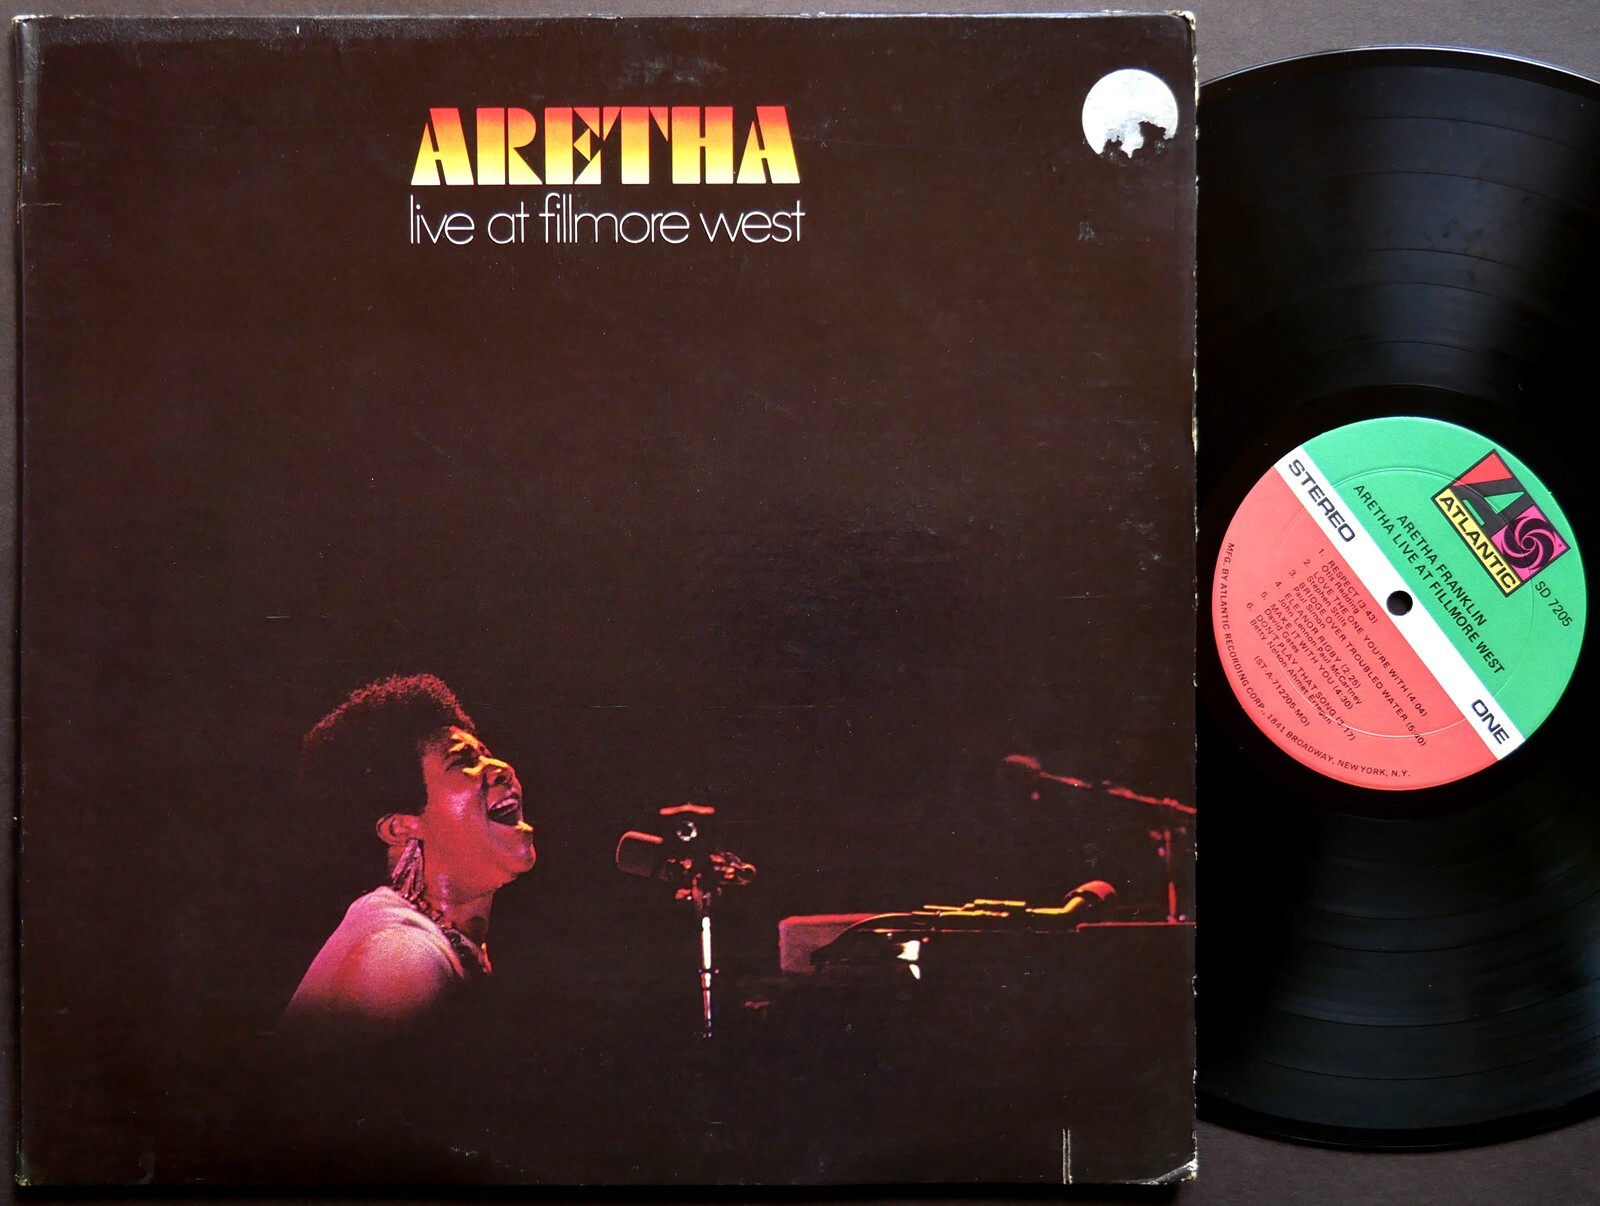 ARETHA
live at fillmore west
ATLANTIC
SD 7205
ARETHA FRANKLIN
ARETHA LIVE AT FILLMORE WEST
STEREO
ONE
1. RESPECT (3:43)
Otis Redding
2. LOVE THE ONE YOU'RE WITH (4:04)
Stephen Stills
3. BRIDGE OVER TROUBLED WATER (5:40)
Paul Simon
4. ELEANOR RIGBY (2:25)
John Lennon-Paul McCartney
5. MAKE IT WITH YOU (4:30)
David Gates
6. DON'T PLAY THAT SONG (3:17)
Betty Nelson-Ahmet Ertegun
(ST-A-712205-MO)
MFG. BY ATLANTIC RECORDING CORP., 1841 BROADWAY, NEW YORK, N.Y.